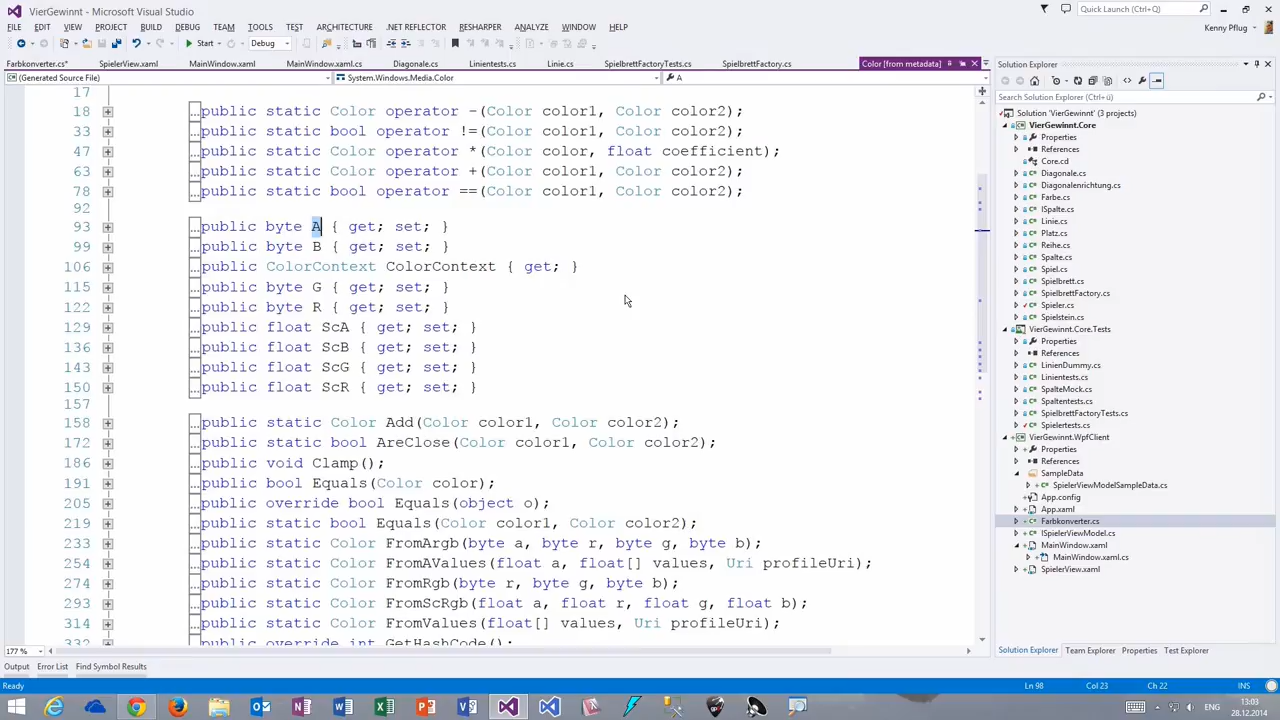 VierGewinnt - Microsoft Visual Studio
Quick Launch (Ctrl+Q)
FILE EDIT VIEW PROJECT BUILD DEBUG TEAM TOOLS TEST ARCHITECTURE .NET REFLECTOR RESHARPER ANALYZE WINDOW HELP
Kenny Pflug
Start
Debug
Farbkonverter.cs* SpielerView.xaml MainWindow.xaml MainWindow.xaml.cs Diagonale.cs Linientests.cs Linie.cs SpielbrettFactoryTests.cs SpielbrettFactory.cs Color [from metadata]
(Generated Source File) System.Windows.Media.Color A
17
18 ...public static Color operator -(Color color1, Color color2);
33 ...public static bool operator !=(Color color1, Color color2);
47 ...public static Color operator *(Color color, float coefficient);
63 ...public static Color operator +(Color color1, Color color2);
78 ...public static bool operator ==(Color color1, Color color2);
92
93 ...public byte A { get; set; }
99 ...public byte B { get; set; }
106 ...public ColorContext ColorContext { get; }
115 ...public byte G { get; set; }
122 ...public byte R { get; set; }
129 ...public float ScA { get; set; }
136 ...public float ScB { get; set; }
143 ...public float ScG { get; set; }
150 ...public float ScR { get; set; }
157
158 ...public static Color Add(Color color1, Color color2);
172 ...public static bool AreClose(Color color1, Color color2);
186 ...public void Clamp();
191 ...public bool Equals(Color color);
205 ...public override bool Equals(object o);
219 ...public static bool Equals(Color color1, Color color2);
233 ...public static Color FromArgb(byte a, byte r, byte g, byte b);
254 ...public static Color FromAValues(float a, float[] values, Uri profileUri);
274 ...public static Color FromRgb(byte r, byte g, byte b);
293 ...public static Color FromScRgb(float a, float r, float g, float b);
314 ...public static Color FromValues(float[] values, Uri profileUri);
332 ...public override int GetHashCode();
177 %
Solution Explorer
Search Solution Explorer (Ctrl+ü)
Solution 'VierGewinnt' (3 projects)
VierGewinnt.Core
Properties
References
Core.cd
Diagonale.cs
Diagonalenrichtung.cs
Farbe.cs
ISpalte.cs
Linie.cs
Platz.cs
Reihe.cs
Spalte.cs
Spiel.cs
Spielbrett.cs
SpielbrettFactory.cs
Spieler.cs
Spielstein.cs
VierGewinnt.Core.Tests
Properties
References
LinienDummy.cs
Linientests.cs
SpalteMock.cs
Spaltentests.cs
SpielbrettFactoryTests.cs
Spielertests.cs
VierGewinnt.WpfClient
Properties
References
SampleData
SpielerViewModelSampleData.cs
App.config
App.xaml
Farbkonverter.cs
ISpielerViewModel.cs
MainWindow.xaml
MainWindow.xaml.cs
SpielerView.xaml
Solution Explorer Team Explorer Properties Test Explorer
Output Error List Find Symbol Results
Ready Ln 98 Col 23 Ch 22 INS
13:03
28.12.2014